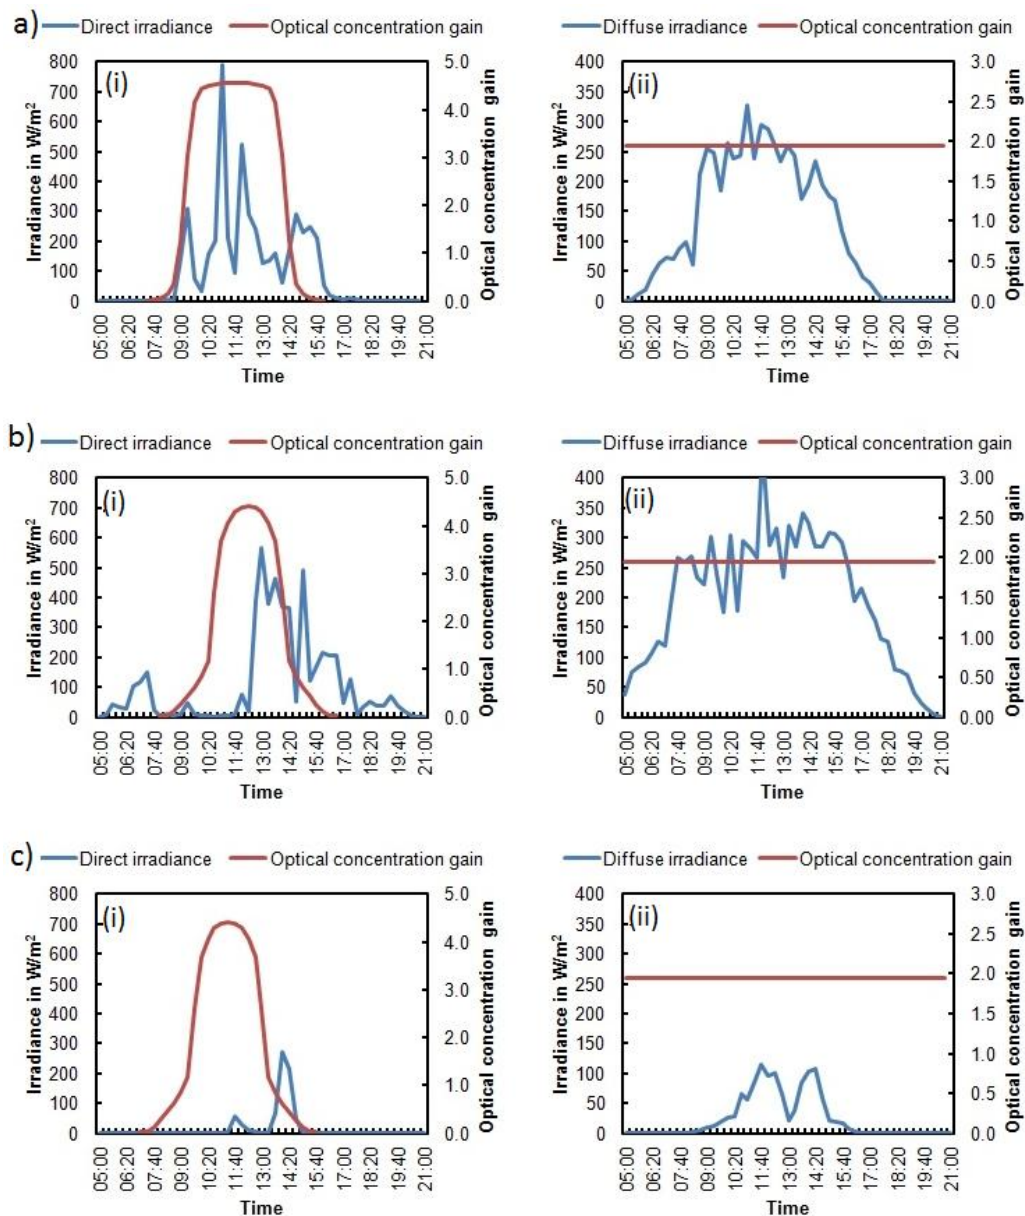 a) Direct irradiance Optical concentration gain Diffuse irradiance Optical concentration gain
(i)
800
700
600
500
400
300
200
100
0
Irradiance in W/m²
5.0
4.0
3.0
2.0
1.0
0.0
Optical concentration gain
05:00 06:20 07:40 09:00 10:20 11:40 13:00 14:20 15:40 17:00 18:20 19:40 21:00
Time
(ii)
400
350
300
250
200
150
100
50
0
Irradiance in W/m²
3.0
2.5
2.0
1.5
1.0
0.5
0.0
Optical concentration gain
05:00 06:20 07:40 09:00 10:20 11:40 13:00 14:20 15:40 17:00 18:20 19:40 21:00
Time
b) Direct irradiance Optical concentration gain Diffuse irradiance Optical concentration gain
(i)
800
700
600
500
400
300
200
100
0
Irradiance in W/m²
5.0
4.0
3.0
2.0
1.0
0.0
Optical concentration gain
05:00 06:20 07:40 09:00 10:20 11:40 13:00 14:20 15:40 17:00 18:20 19:40 21:00
Time
(ii)
400
350
300
250
200
150
100
50
0
Irradiance in W/m²
3.00
2.50
2.00
1.50
1.00
0.50
0.00
Optical concentration gain
05:00 06:20 07:40 09:00 10:20 11:40 13:00 14:20 15:40 17:00 18:20 19:40 21:00
Time
c) Direct irradiance Optical concentration gain Diffuse irradiance Optical concentration gain
(i)
800
700
600
500
400
300
200
100
0
Irradiance in W/m²
5.0
4.0
3.0
2.0
1.0
0.0
Optical concentration gain
05:00 06:20 07:40 09:00 10:20 11:40 13:00 14:20 15:40 17:00 18:20 19:40 21:00
Time
(ii)
400
350
300
250
200
150
100
50
0
Irradiance in W/m²
3.0
2.5
2.0
1.5
1.0
0.5
0.0
Optical concentration gain
05:00 06:20 07:40 09:00 10:20 11:40 13:00 14:20 15:40 17:00 18:20 19:40 21:00
Time